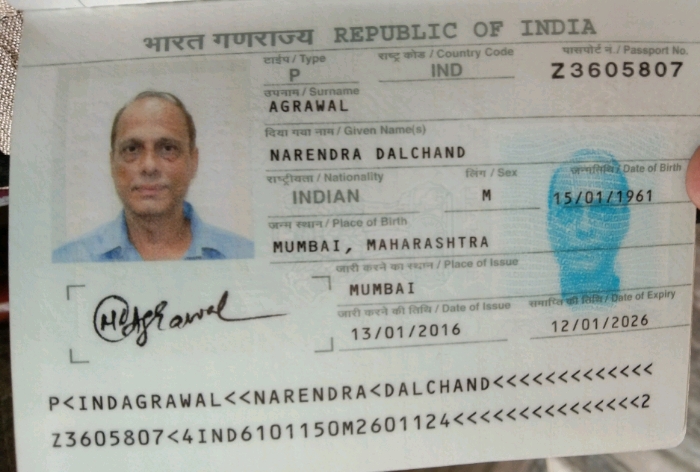 भारत गणराज्य REPUBLIC OF INDIA
टाईप / Type राष्ट्र कोड / Country Code पासपोर्ट नं. / Passport No.
P IND Z3605807
उपनाम / Surname
AGRAWAL
दिया गया नाम / Given Name(s)
NARENDRA DALCHAND
राष्ट्रीयता / Nationality लिंग / Sex जन्मतिथि / Date of Birth
INDIAN M 15/01/1961
जन्म स्थान / Place of Birth
MUMBAI, MAHARASHTRA
जारी करने का स्थान / Place of Issue
MUMBAI
जारी करने की तिथि / Date of Issue समाप्ति की तिथि / Date of Expiry
13/01/2016 12/01/2026
P<INDAGRAWAL<<NARENDRA<DALCHAND<<<<<<<<<<<<<
Z3605807<4IND6101150M2601124<<<<<<<<<<<<<<<2